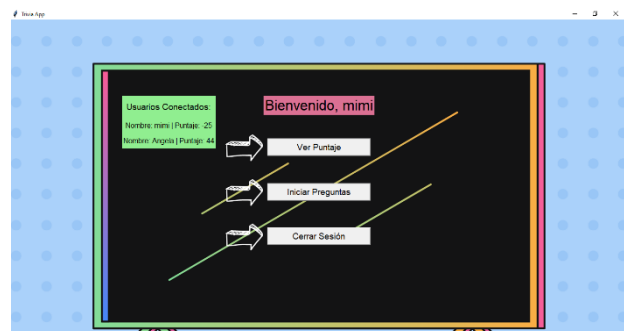 Trivia App
Usuarios Conectados:
Nombre: mimi | Puntaje: -25
Nombre: Angela | Puntaje: 44
Bienvenido, mimi
Ver Puntaje
Iniciar Preguntas
Cerrar Sesión